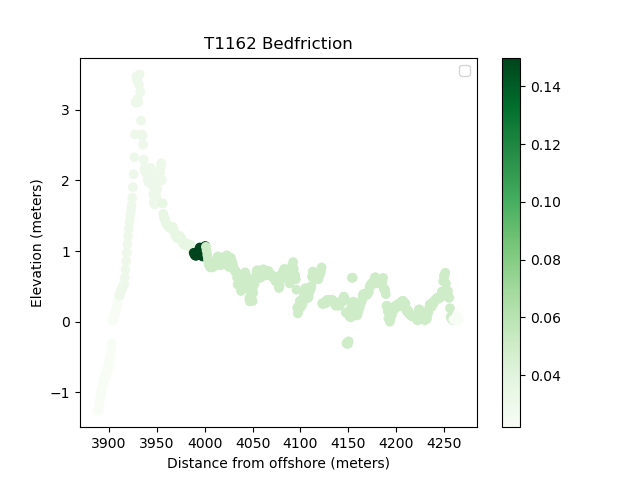 T1162 Bedfriction
Elevation (meters)
3
2
1
0
−1
3900 3950 4000 4050 4100 4150 4200 4250
Distance from offshore (meters)
0.14
0.12
0.10
0.08
0.06
0.04